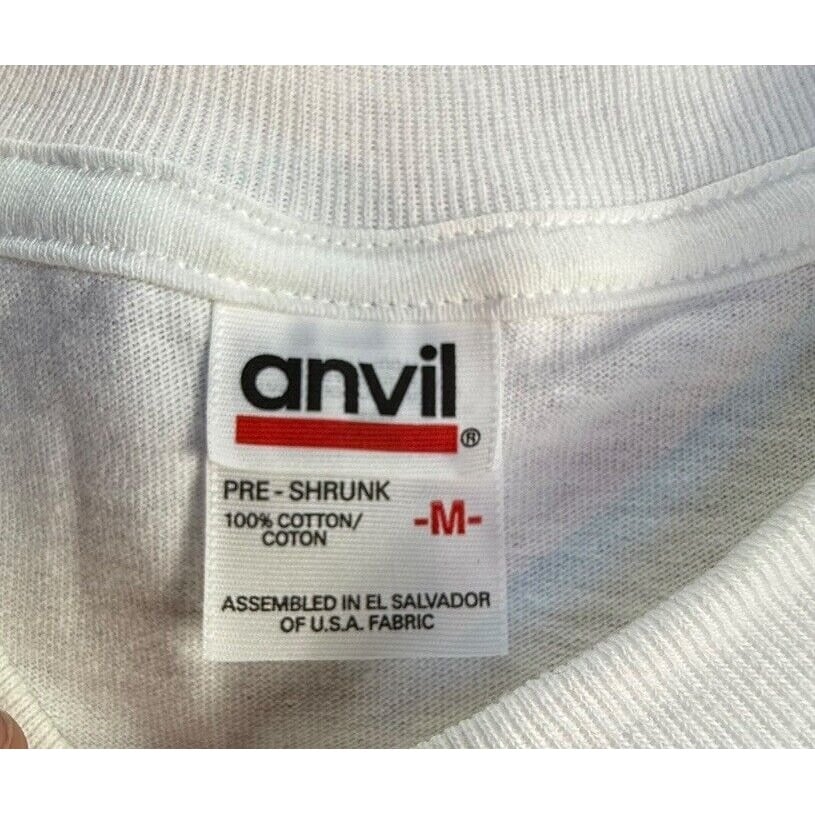 anvil
®
PRE - SHRUNK
100% COTTON/
COTON
-M-
ASSEMBLED IN EL SALVADOR
OF U.S.A. FABRIC